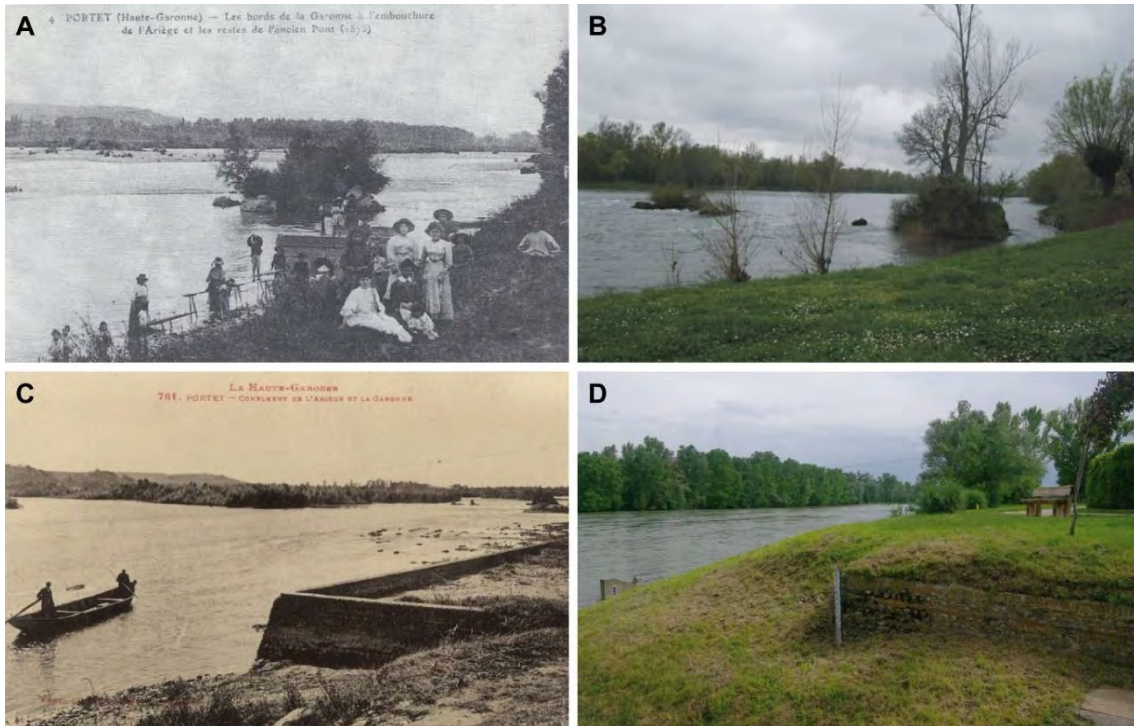 A
4 PORTET (Haute-Garonne) — Les bords de la Garonne à l'embouchure
de l'Ariège et les restes de l'ancien Pont
B
C
LA HAUTE-GARONNE
761. PORTET — CONFLUENT DE L'ARIÈGE ET LA GARONNE
D